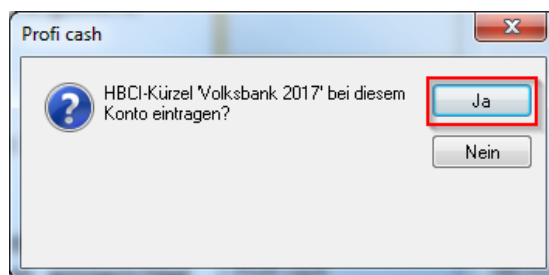 Profi cash
HBCI-Kürzel 'Volksbank 2017' bei diesem
Konto eintragen?
Ja
Nein